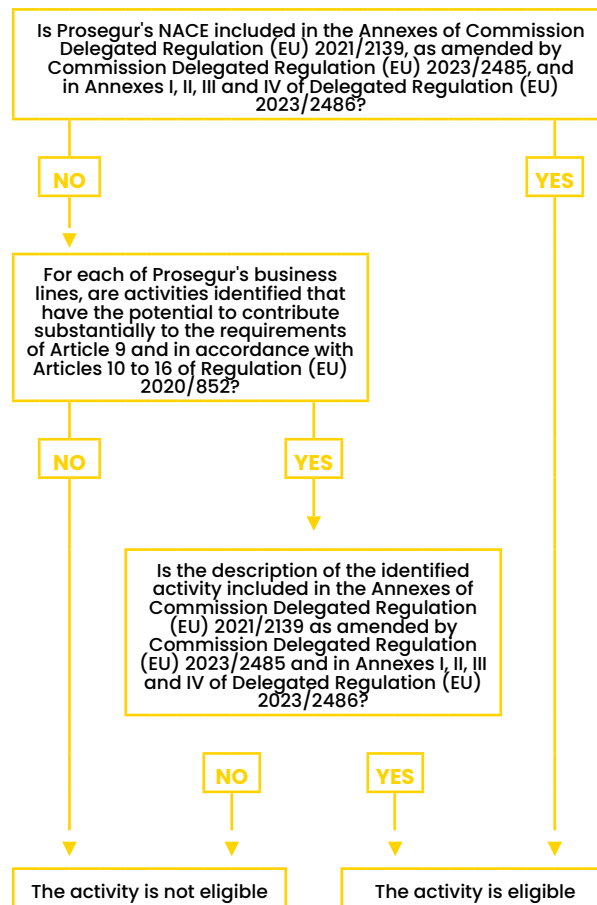 Is Prosegur's NACE included in the Annexes of Commission
Delegated Regulation (EU) 2021/2139, as amended by
Commission Delegated Regulation (EU) 2023/2485, and
in Annexes I, II, III and IV of Delegated Regulation (EU)
2023/2486?
NO
YES
For each of Prosegur's business
lines, are activities identified that
have the potential to contribute
substantially to the requirements
of Article 9 and in accordance with
Articles 10 to 16 of Regulation (EU)
2020/852?
NO
YES
Is the description of the identified
activity included in the Annexes of
Commission Delegated Regulation
(EU) 2021/2139 as amended by
Commission Delegated Regulation
(EU) 2023/2485 and in Annexes I, II, III
and IV of Delegated Regulation (EU)
2023/2486?
NO
YES
The activity is not eligible
The activity is eligible